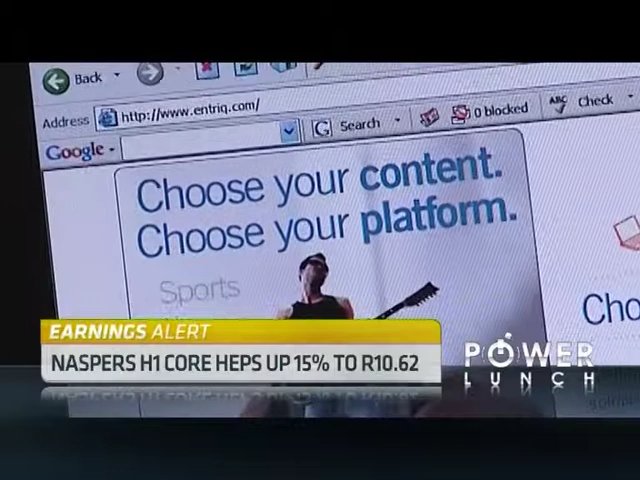 Back
Address http://www.entriq.com/
Google Search 0 blocked ABC Check
Choose your content.
Choose your platform.
Sports
Cho
EARNINGS ALERT
NASPERS H1 CORE HEPS UP 15% TO R10.62
POWER
LUNCH